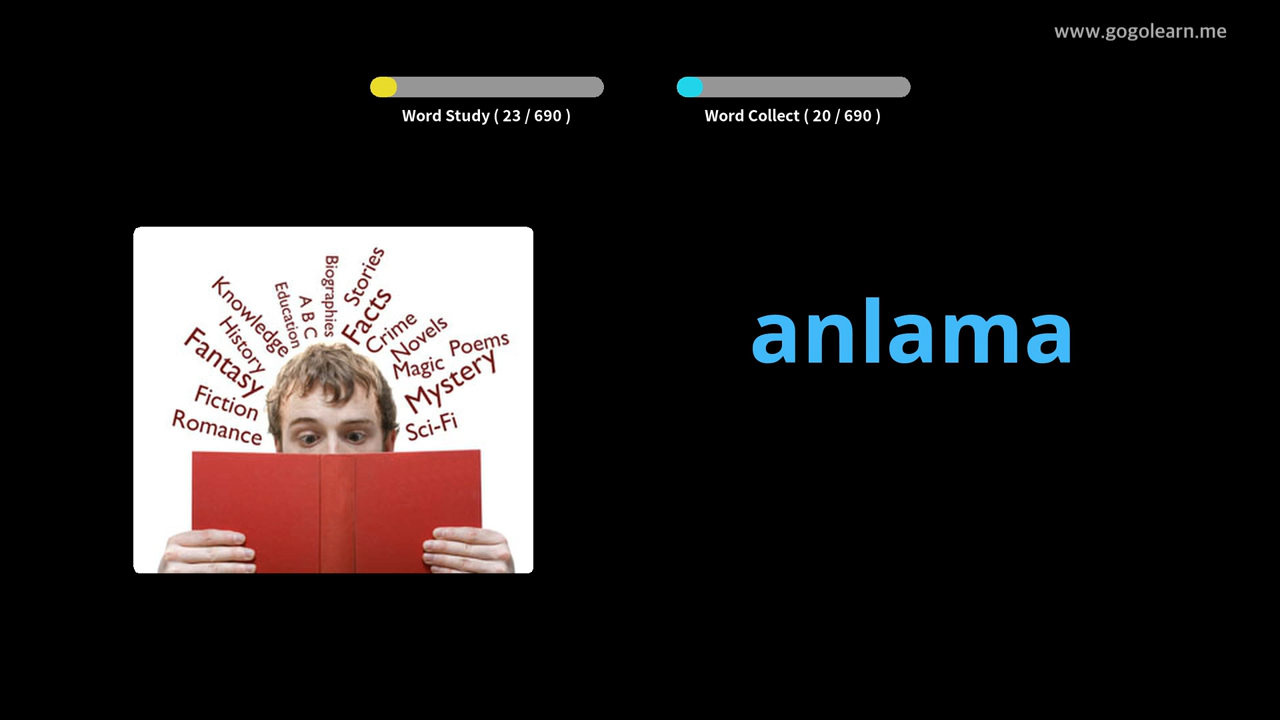 www.gogolearn.me
Word Study ( 23 / 690 )
Word Collect ( 20 / 690 )
anlama
Biographies
Stories
Education
A B C
Facts
Knowledge
Crime
History
Novels
Poems
Fantasy
Magic
Mystery
Fiction
Romance
Sci-Fi